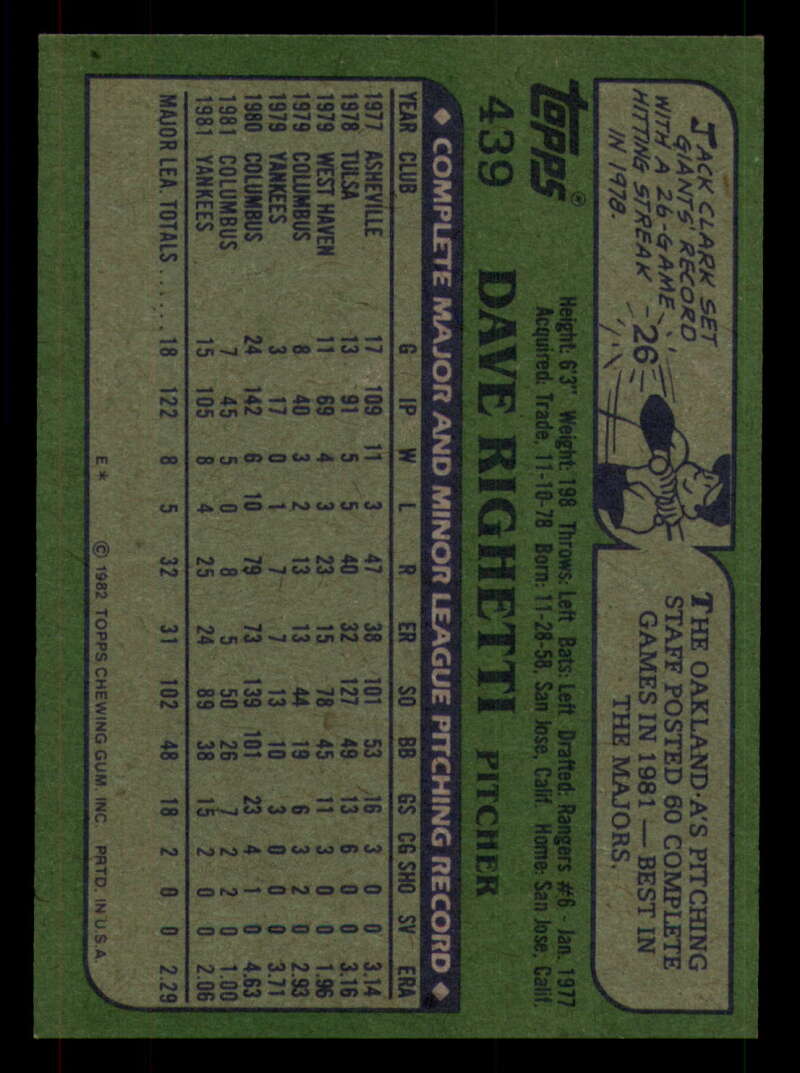 JACK CLARK SET
GIANTS' RECORD
WITH A 26-GAME
HITTING STREAK
IN 1978.
26
THE OAKLAND A'S PITCHING
STAFF POSTED 60 COMPLETE
GAMES IN 1981 — BEST IN
THE MAJORS.
TOPPS®
439
DAVE RIGHETTI PITCHER
Height: 6'3" Weight: 198 Throws: Left Bats: Left Drafted: Rangers #6 - Jan. 1977
Acquired: Trade, 11-10-78 Born: 11-28-58, San Jose, Calif. Home: San Jose, Calif.
◆ COMPLETE MAJOR AND MINOR LEAGUE PITCHING RECORD ◆
YEAR CLUB G IP W L R ER SO BB GS CG SHO SV ERA
1977 ASHEVILLE 17 109 11 3 47 38 101 53 16 3 0 0 3.14
1978 TULSA 13 91 5 5 40 32 127 49 13 6 0 0 3.16
1979 WEST HAVEN 11 69 4 3 23 15 78 45 11 3 0 0 1.96
1979 COLUMBUS 8 40 3 2 13 13 44 19 6 3 2 0 2.93
1979 YANKEES 3 17 0 1 7 7 13 10 3 0 0 0 3.71
1980 COLUMBUS 24 142 6 10 79 73 139 101 23 4 1 0 4.63
1981 COLUMBUS 7 45 5 0 8 5 50 26 7 2 2 0 1.00
1981 YANKEES 15 105 8 4 25 24 89 38 15 2 0 0 2.06
MAJOR LEA. TOTALS ...... 18 122 8 5 32 31 102 48 18 2 0 0 2.29
E* © 1982 TOPPS CHEWING GUM, INC. PRTD. IN U.S.A.